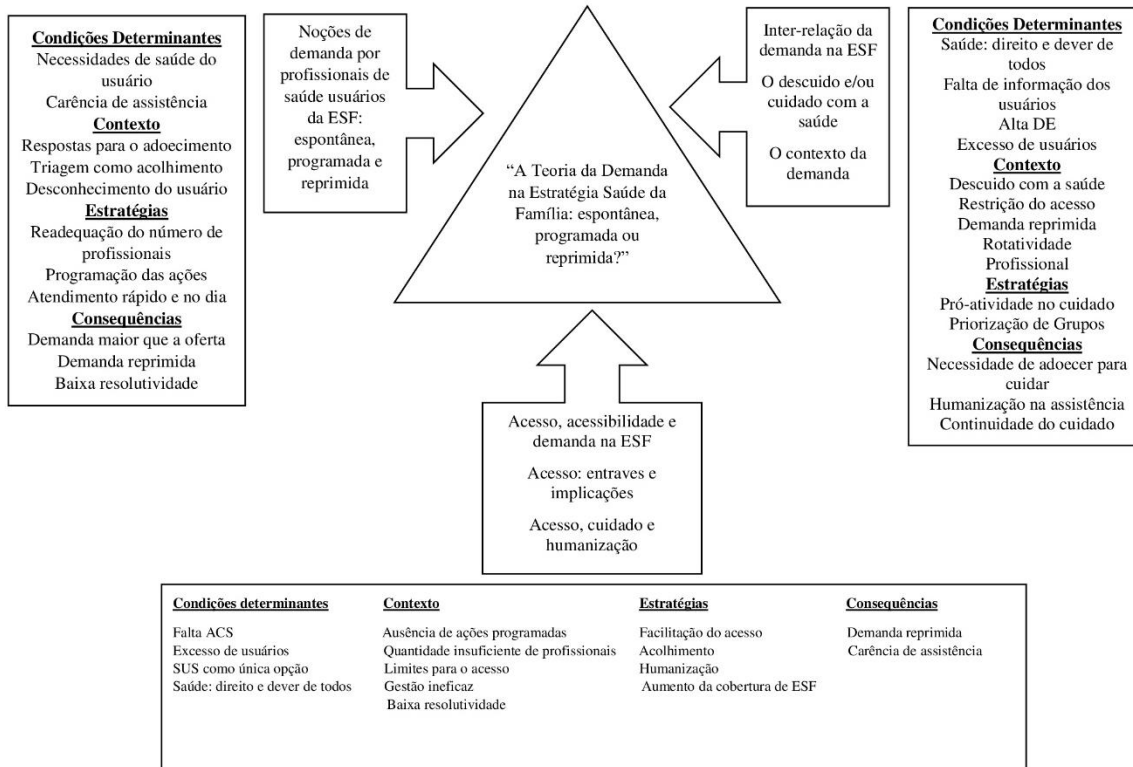 Condições Determinantes
Necessidades de saúde do
usuário
Carência de assistência
Contexto
Respostas para o adoecimento
Triagem como acolhimento
Desconhecimento do usuário
Estratégias
Readequação do número de
profissionais
Programação das ações
Atendimento rápido e no dia
Consequências
Demanda maior que a oferta
Demanda reprimida
Baixa resolutividade
Noções de
demanda por
profissionais de
saúde usuários
da ESF:
espontânea,
programada e
reprimida
“A Teoria da Demanda
na Estratégia Saúde da
Família: espontânea,
programada ou
reprimida?”
Inter-relação da
demanda na ESF
O descuido e/ou
cuidado com a
saúde
O contexto da
demanda
Condições Determinantes
Saúde: direito e dever de
todos
Falta de informação dos
usuários
Alta DE
Excesso de usuários
Contexto
Descuido com a saúde
Restrição do acesso
Demanda reprimida
Rotatividade
Profissional
Estratégias
Pró-atividade no cuidado
Priorização de Grupos
Consequências
Necessidade de adoecer para
cuidar
Humanização na assistência
Continuidade do cuidado
Acesso, acessibilidade e
demanda na ESF
Acesso: entraves e
implicações
Acesso, cuidado e
humanização
Condições determinantes
Falta ACS
Excesso de usuários
SUS como única opção
Saúde: direito e dever de todos
Contexto
Ausência de ações programadas
Quantidade insuficiente de profissionais
Limites para o acesso
Gestão ineficaz
Baixa resolutividade
Estratégias
Facilitação do acesso
Acolhimento
Humanização
Aumento da cobertura de ESF
Consequências
Demanda reprimida
Carência de assistência